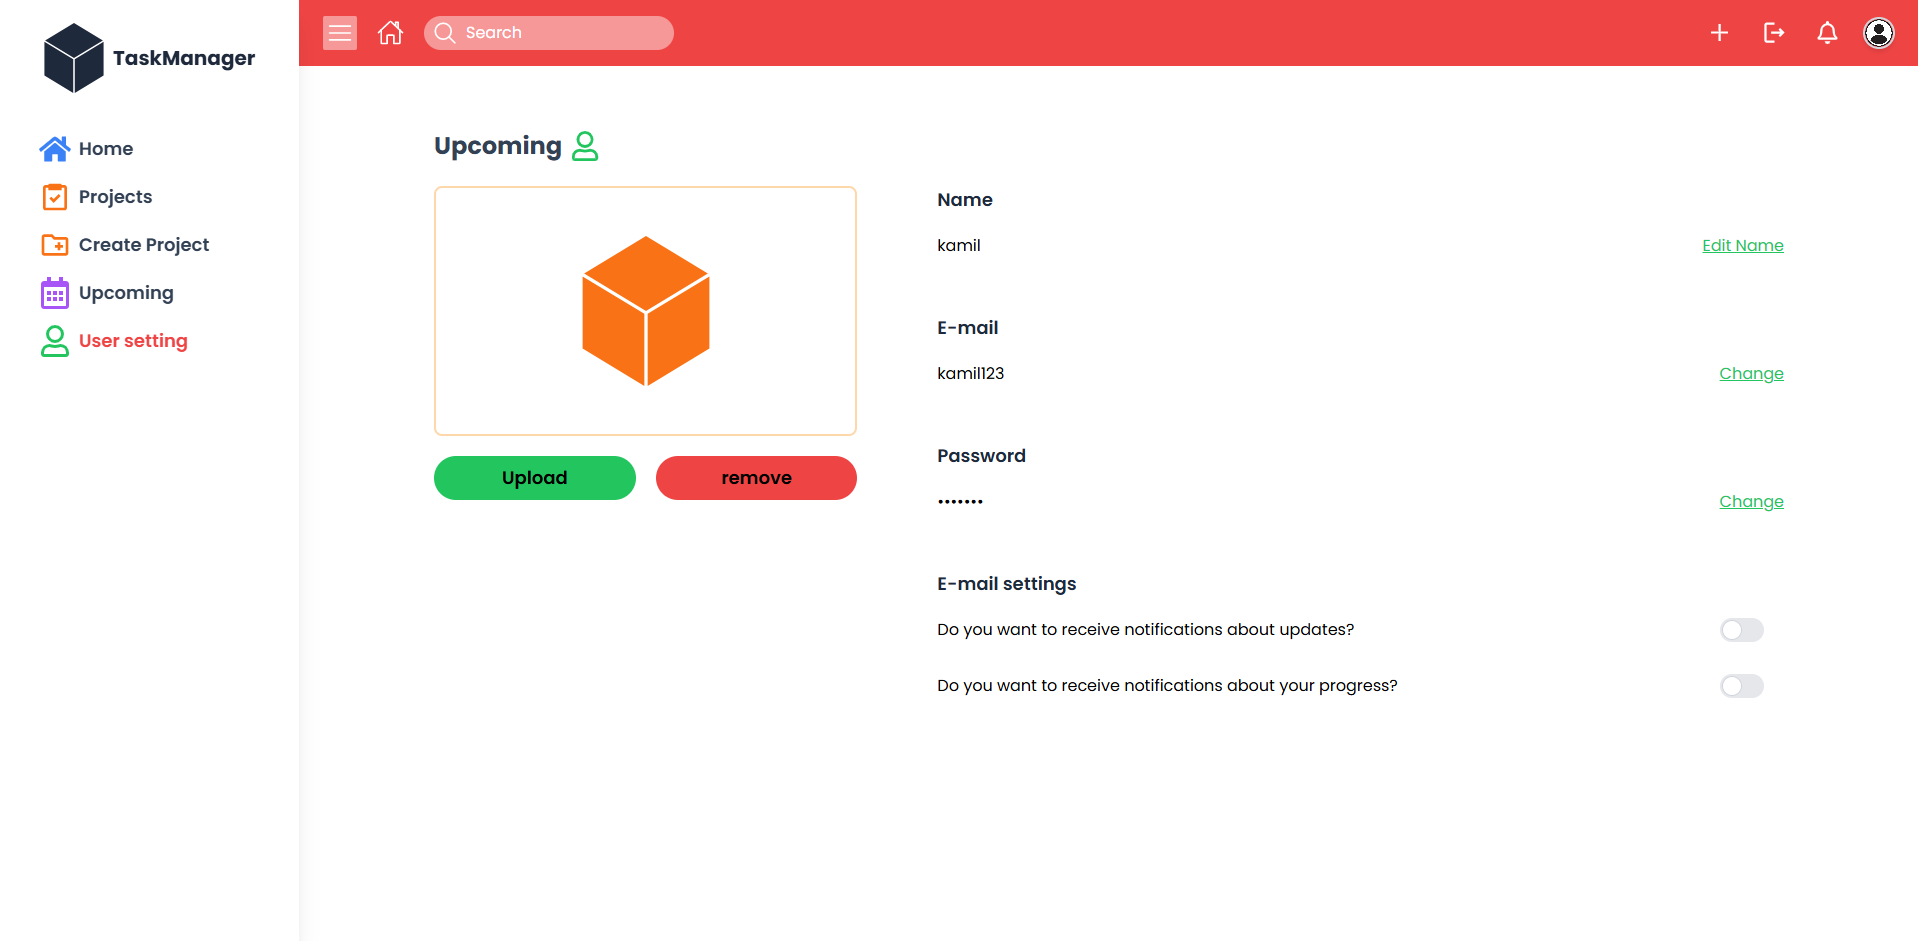 TaskManager
Home
Projects
Create Project
Upcoming
User setting
Search
Upcoming
Upload
remove
Name
kamil
Edit Name
E-mail
kamil123
Change
Password
•••••••
Change
E-mail settings
Do you want to receive notifications about updates?
Do you want to receive notifications about your progress?